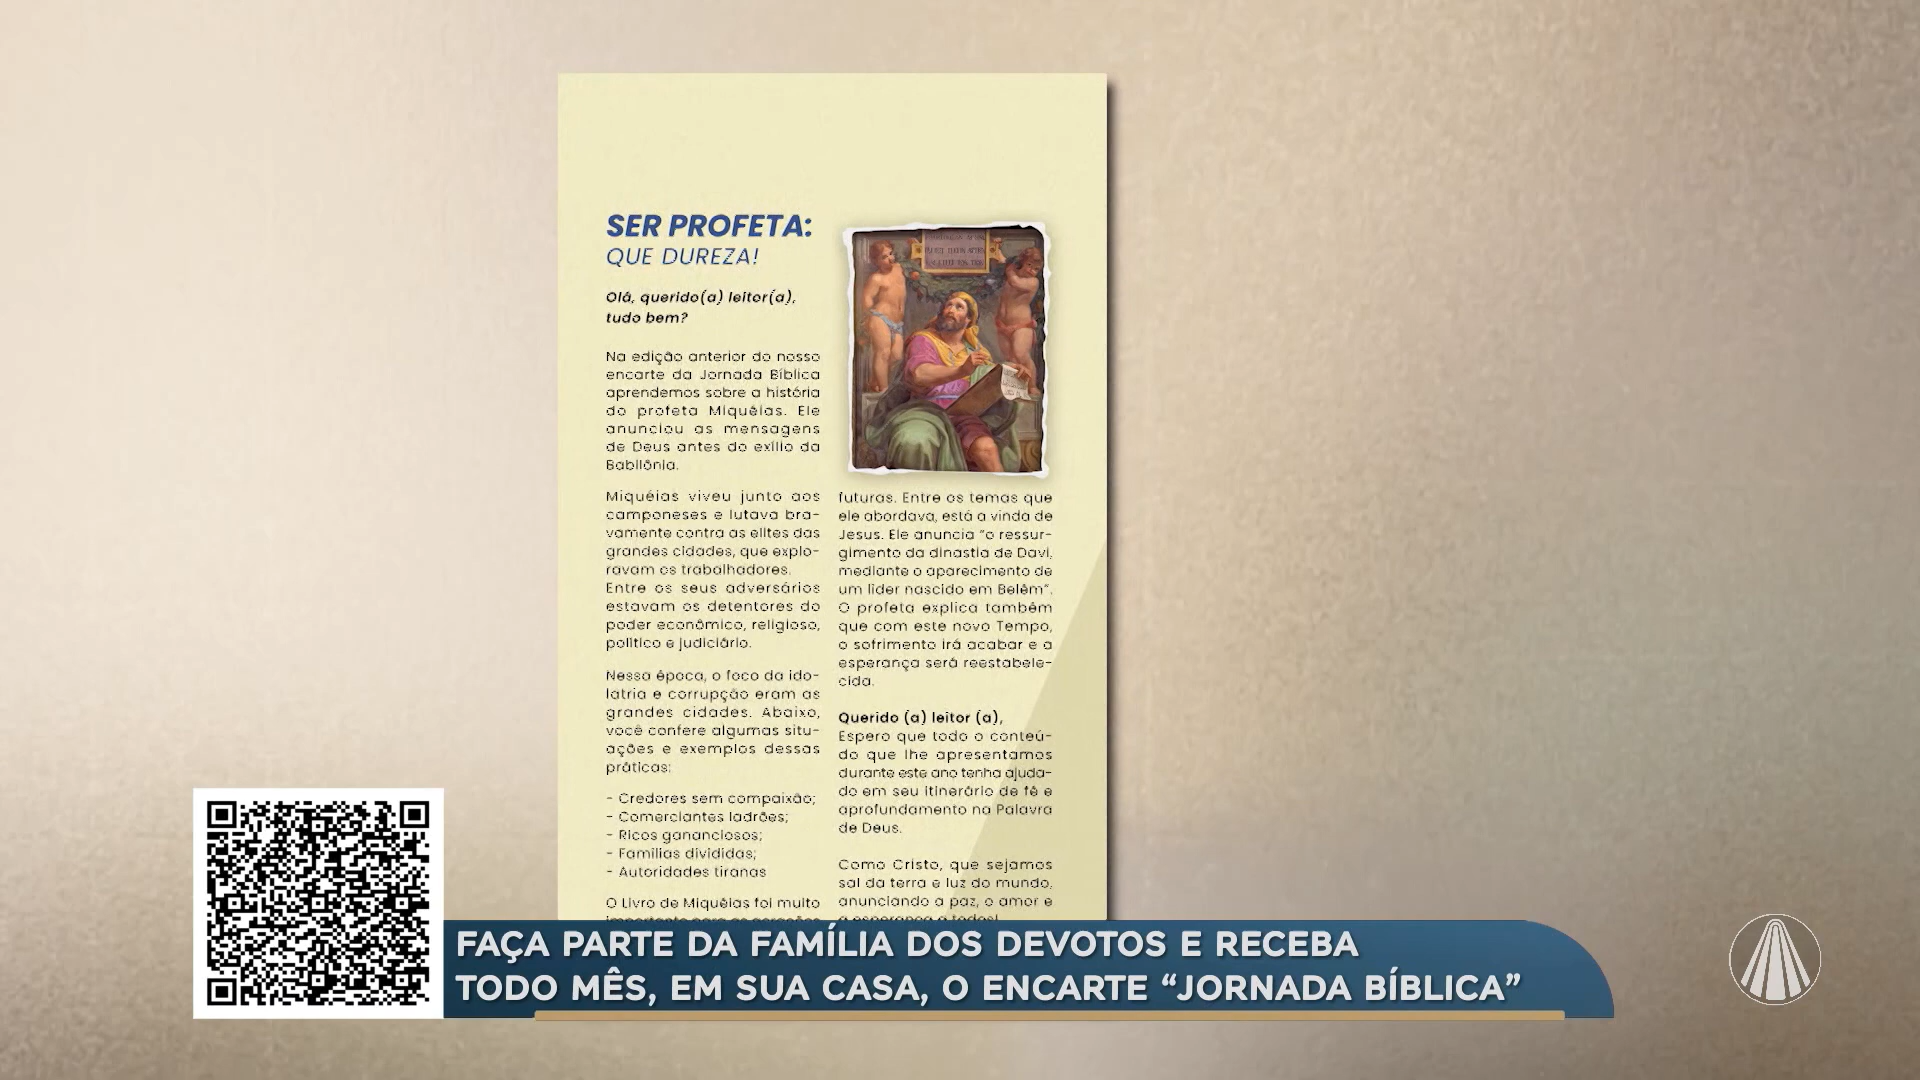 SER PROFETA:
QUE DUREZA!
Olá, querido(a) leitor(a),
tudo bem?
Na edição anterior do nosso
encarte da Jornada Bíblica
aprendemos sobre a história
do profeta Miquéias. Ele
anunciou as mensagens
de Deus antes do exílio da
Babilônia.
Miquéias viveu junto aos
camponeses e lutava bra-
vamente contra as elites das
grandes cidades, que explo-
ravam os trabalhadores.
Entre os seus adversários
estavam os detentores do
poder econômico, religioso,
político e judiciário.
Nessa época, o foco da ido-
latria e corrupção eram as
grandes cidades. Abaixo,
você confere algumas situ-
ações e exemplos dessas
práticas:
- Credores sem compaixão;
- Comerciantes ladrões;
- Ricos gananciosos;
- Famílias divididas;
- Autoridades tiranas
O Livro de Miquéias foi muito
futuras. Entre os temas que
ele abordava, está a vinda de
Jesus. Ele anuncia “o ressur-
gimento da dinastia de Davi,
mediante o aparecimento de
um líder nascido em Belém”.
O profeta explica também
que com este novo Tempo,
o sofrimento irá acabar e a
esperança será reestabele-
cida.
Querido (a) leitor (a),
Espero que todo o conteú-
do que lhe apresentamos
durante este ano tenha ajuda-
do em seu itinerário de fé e
aprofundamento na Palavra
de Deus.
Como Cristo, que sejamos
sal da terra e luz do mundo,
anunciando a paz, o amor e
a esperança a todos!
FAÇA PARTE DA FAMÍLIA DOS DEVOTOS E RECEBA
TODO MÊS, EM SUA CASA, O ENCARTE “JORNADA BÍBLICA”